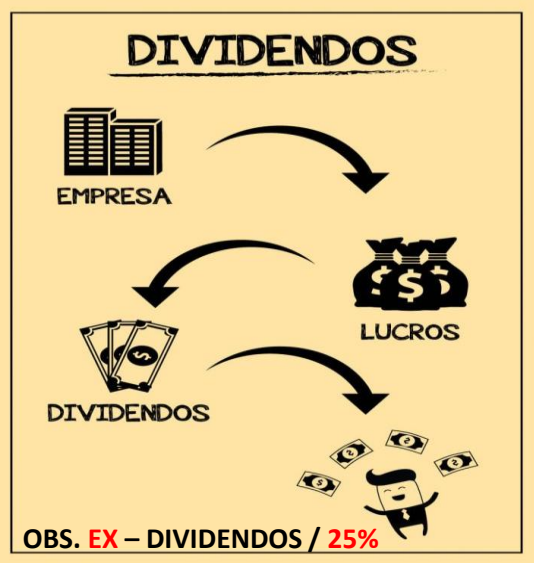 DIVIDENDOS
EMPRESA
LUCROS
DIVIDENDOS
OBS. EX – DIVIDENDOS / 25%